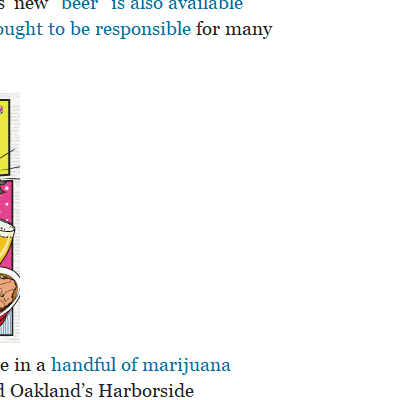 new "beer" is also available
ought to be responsible for many
e in a handful of marijuana
d Oakland's Harborside